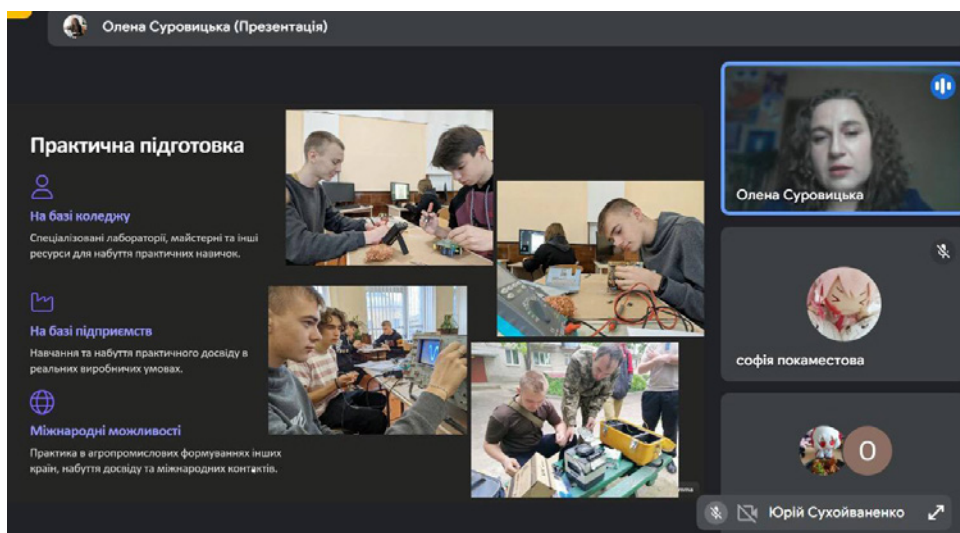 Олена Суровицька (Презентація)
Практична підготовка
На базі коледжу
Спеціалізовані лабораторії, майстерні та інші
ресурси для набуття практичних навичок.
На базі підприємств
Навчання та набуття практичного досвіду в
реальних виробничих умовах.
Міжнародні можливості
Практика в агропромислових формуваннях інших
країн, набуття досвіду та міжнародних контактів.
Олена Суровицька
софія покаместова
О
Юрій Сухойваненко